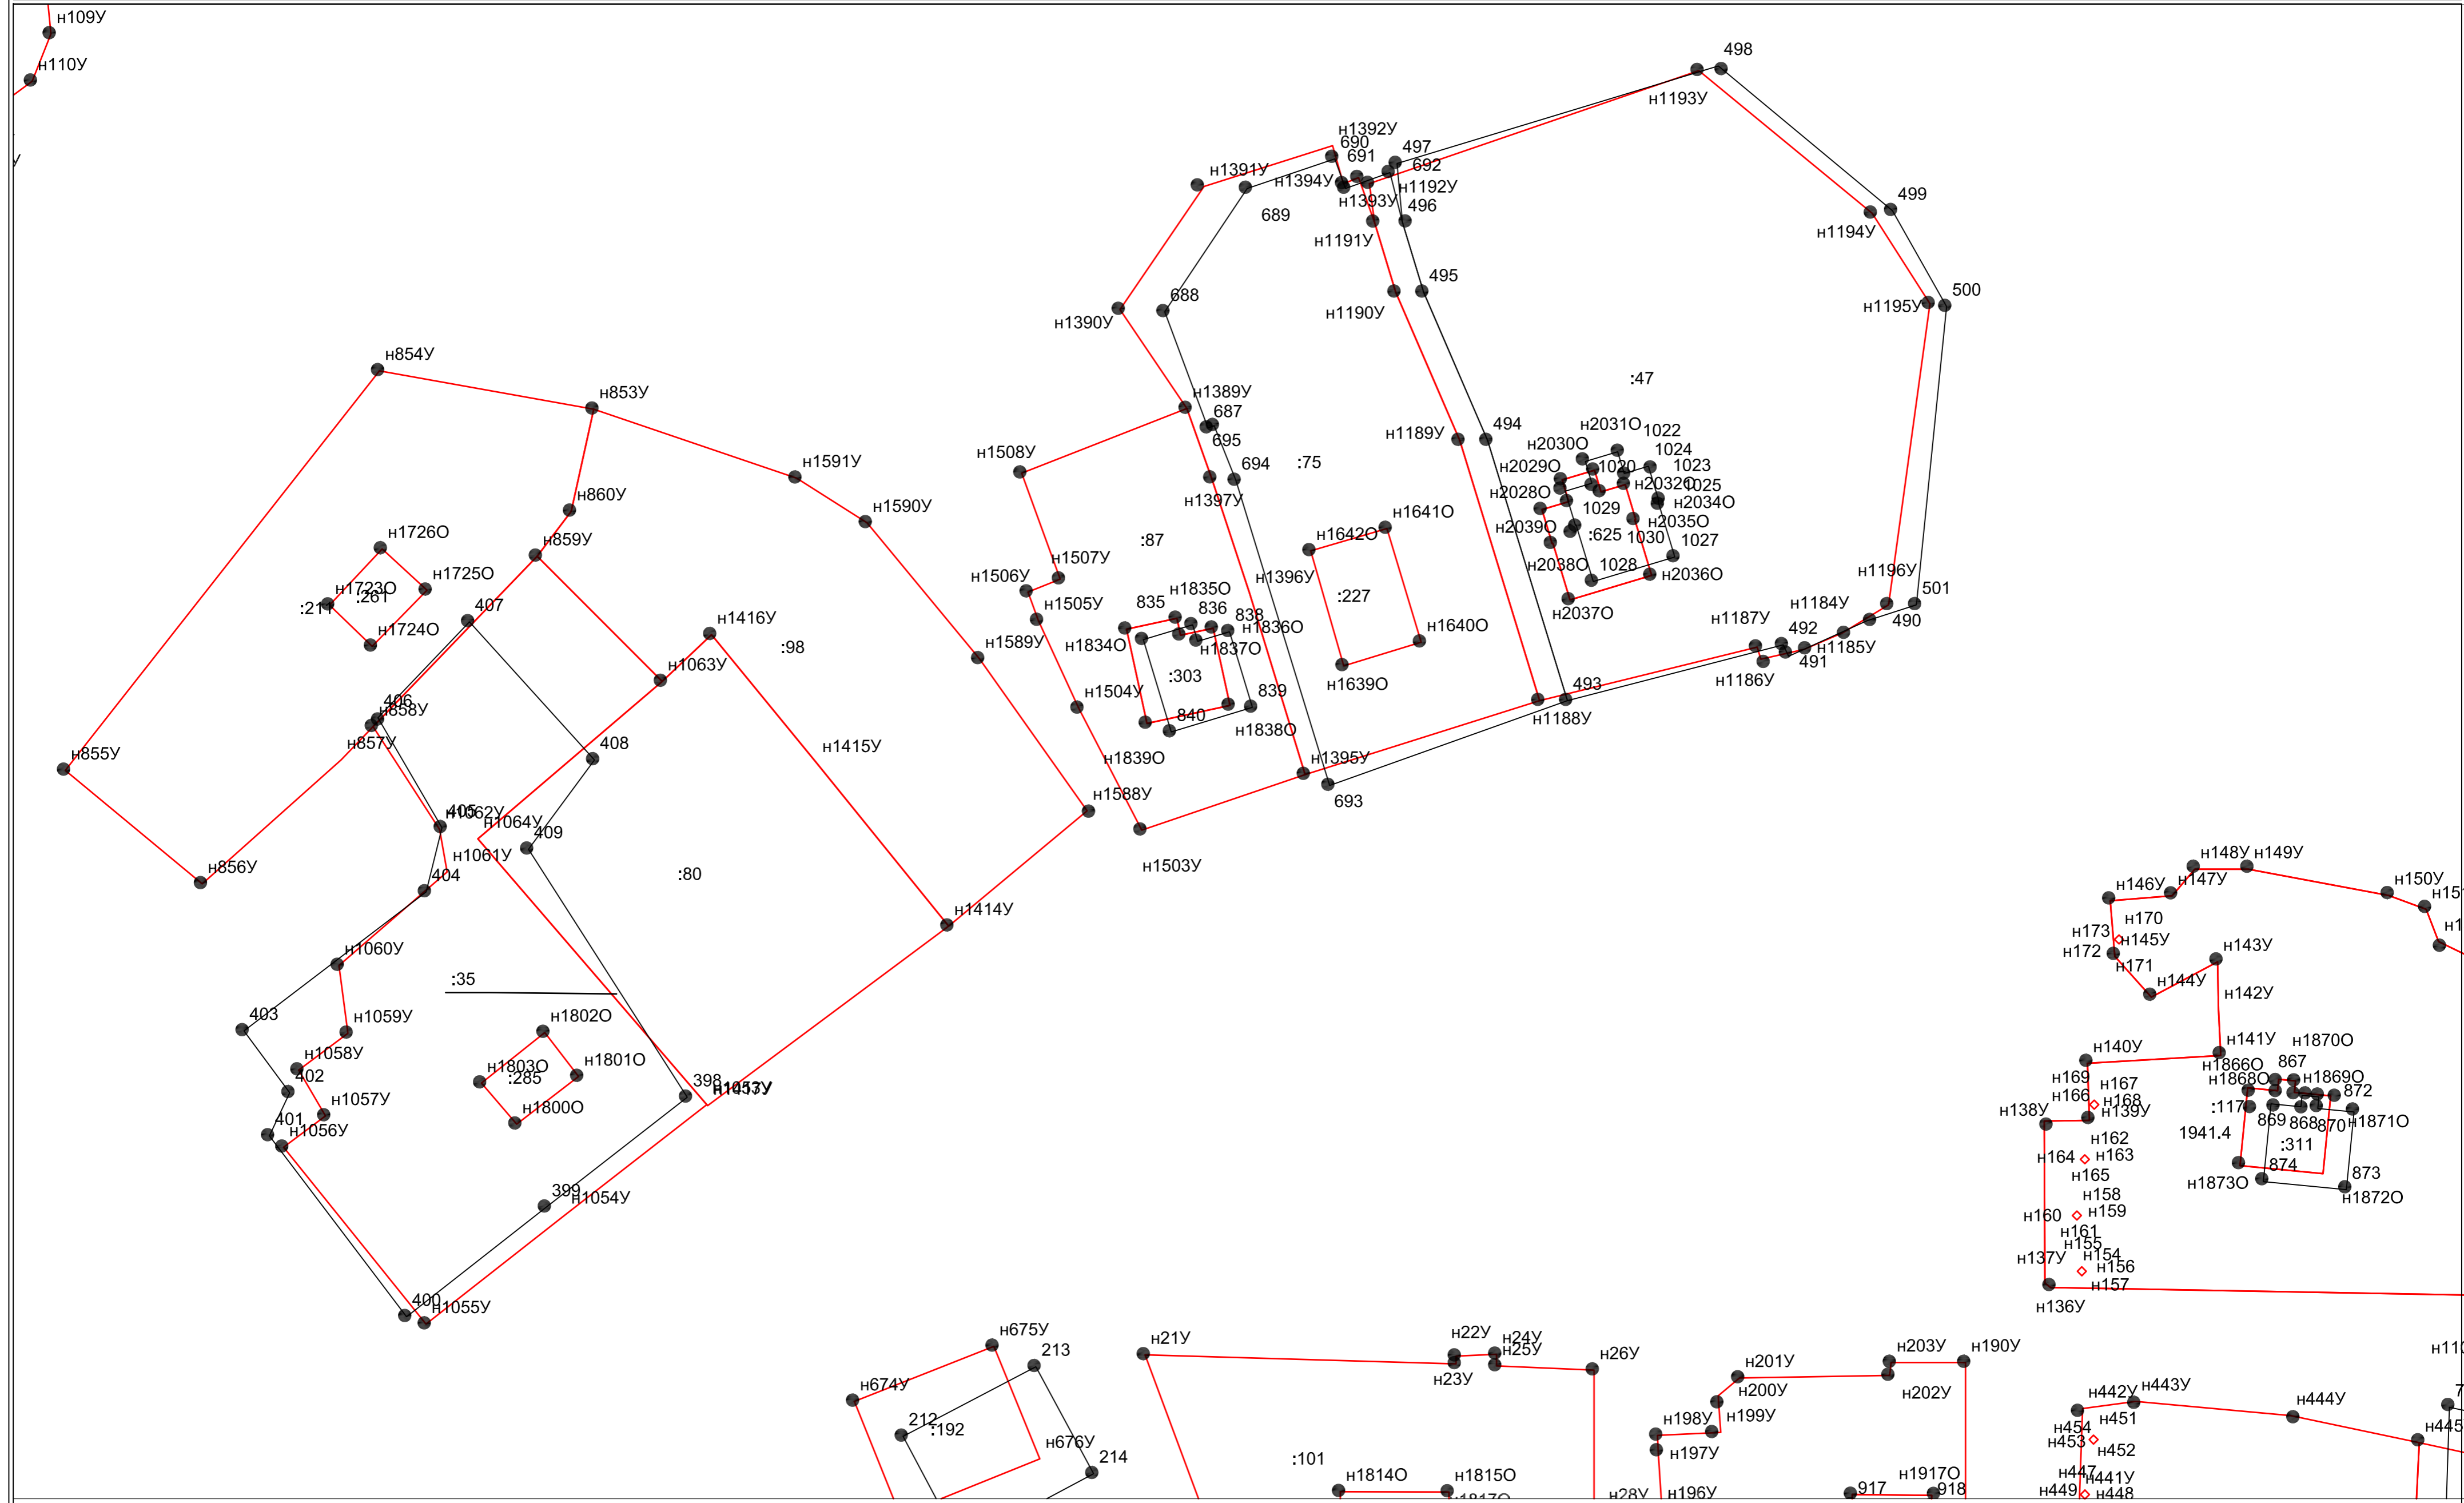 н109У
н110У
У
498
н1193У
н1392У
690
691
497
692
н1391У
н1394У
н1192У
н1393У
689
496
499
н1194У
н1191У
495
688
н1390У
н1190У
500
н1195У
н854У
:47
н853У
н1389У
687
695
н1189У
494
н2031О
1022
н2030О
1024
н1508У
694
:75
н2029О
1020
1023
н1591У
н1397У
н2032О
1025
н2028О
н2034О
н860У
н1590У
1029
н2035О
н1641О
н2039О
:625
1030
1027
н1726О
н859У
:87
н1642О
н1507У
н1396У
н2038О
1028
н2036О
н1725О
н1506У
н1835О
:227
н1196У
501
н1723О
:261
:211
407
н1505У
835
836
838
н2037О
н1184У
490
н1724О
н1416У
н1834О
н1836О
н1837О
н1640О
н1187У
492
н1185У
:98
н1589У
491
н1063У
:303
н1639О
н1186У
406
н858У
н1504У
839
493
840
н1188У
н857У
408
н1415У
н1838О
н855У
н1839О
н1395У
693
н1588У
405
н1062У
н1064У
409
н148У
н149У
н1061У
н1503У
н856У
404
:80
н146У
н147У
н150У
н1414У
н170
н173
н145У
н172
н143У
н1060У
н171
:35
н144У
н142У
403
н1059У
н1802О
н141У
н1870О
н1058У
н140У
н1866О
867
н1803О
н1801О
н169
н1868О
н1869О
402
:285
398
н1053У
н1413У
н167
н166
н168
872
н1057У
н1800О
н138У
н139У
:117
869
868
870
н1871О
401
н1056У
1941.4
н162
:311
н164
н163
н165
874
873
399
н1054У
н1873О
н1872О
н158
н160
н159
н161
н155
н137У
н154
н156
н157
400
н1055У
н136У
н675У
н21У
н22У
н24У
н25У
н203У
н190У
213
н26У
н201У
н23У
н674У
н200У
н202У
н442У
н443У
н444У
212
:192
н198У
н199У
н451
н454
н453
н676У
н197У
н452
214
:101
н1814О
н1815О
н1917О
н447
н441У
917
918
н449
н448
н28У
н196У